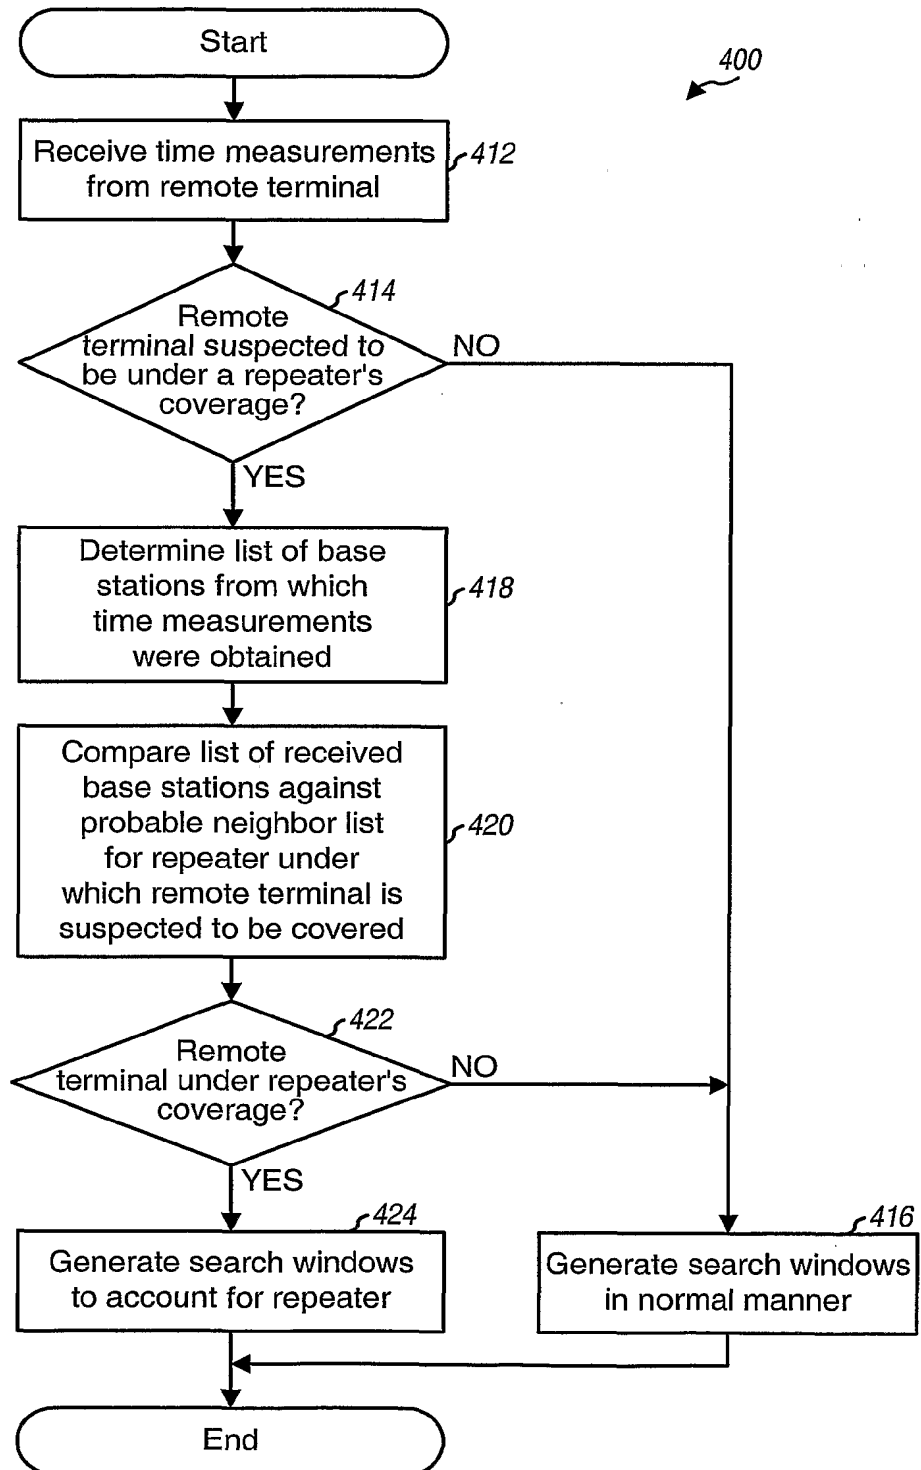 Start
400
Receive time measurements
from remote terminal
412
414
Remote
terminal suspected to
be under a repeater's
coverage?
NO
YES
Determine list of base
stations from which
time measurements
were obtained
418
Compare list of received
base stations against
probable neighbor list
for repeater under
which remote terminal is
suspected to be covered
420
422
Remote
terminal under repeater's
coverage?
NO
YES
424
Generate search windows
to account for repeater
416
Generate search windows
in normal manner
End